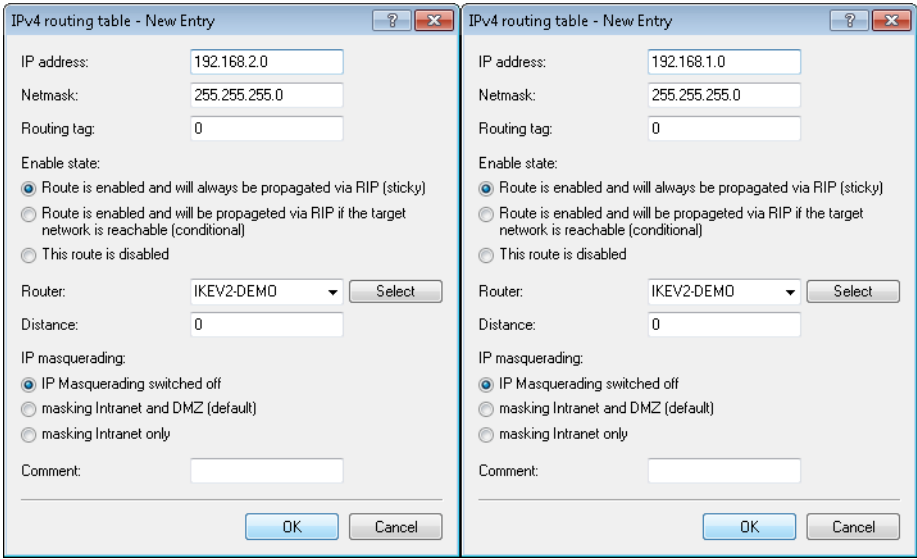 IPv4 routing table - New Entry
IP address: 192.168.2.0
Netmask: 255.255.255.0
Routing tag: 0
Enable state:
Route is enabled and will always be propagated via RIP (sticky)
Route is enabled and will be propageted via RIP if the target
network is reachable (conditional)
This route is disabled
Router: IKEV2-DEMO Select
Distance: 0
IP masquerading:
IP Masquerading switched off
masking Intranet and DMZ (default)
masking Intranet only
Comment:
OK Cancel
IPv4 routing table - New Entry
IP address: 192.168.1.0
Netmask: 255.255.255.0
Routing tag: 0
Enable state:
Route is enabled and will always be propagated via RIP (sticky)
Route is enabled and will be propageted via RIP if the target
network is reachable (conditional)
This route is disabled
Router: IKEV2-DEMO Select
Distance: 0
IP masquerading:
IP Masquerading switched off
masking Intranet and DMZ (default)
masking Intranet only
Comment:
OK Cancel